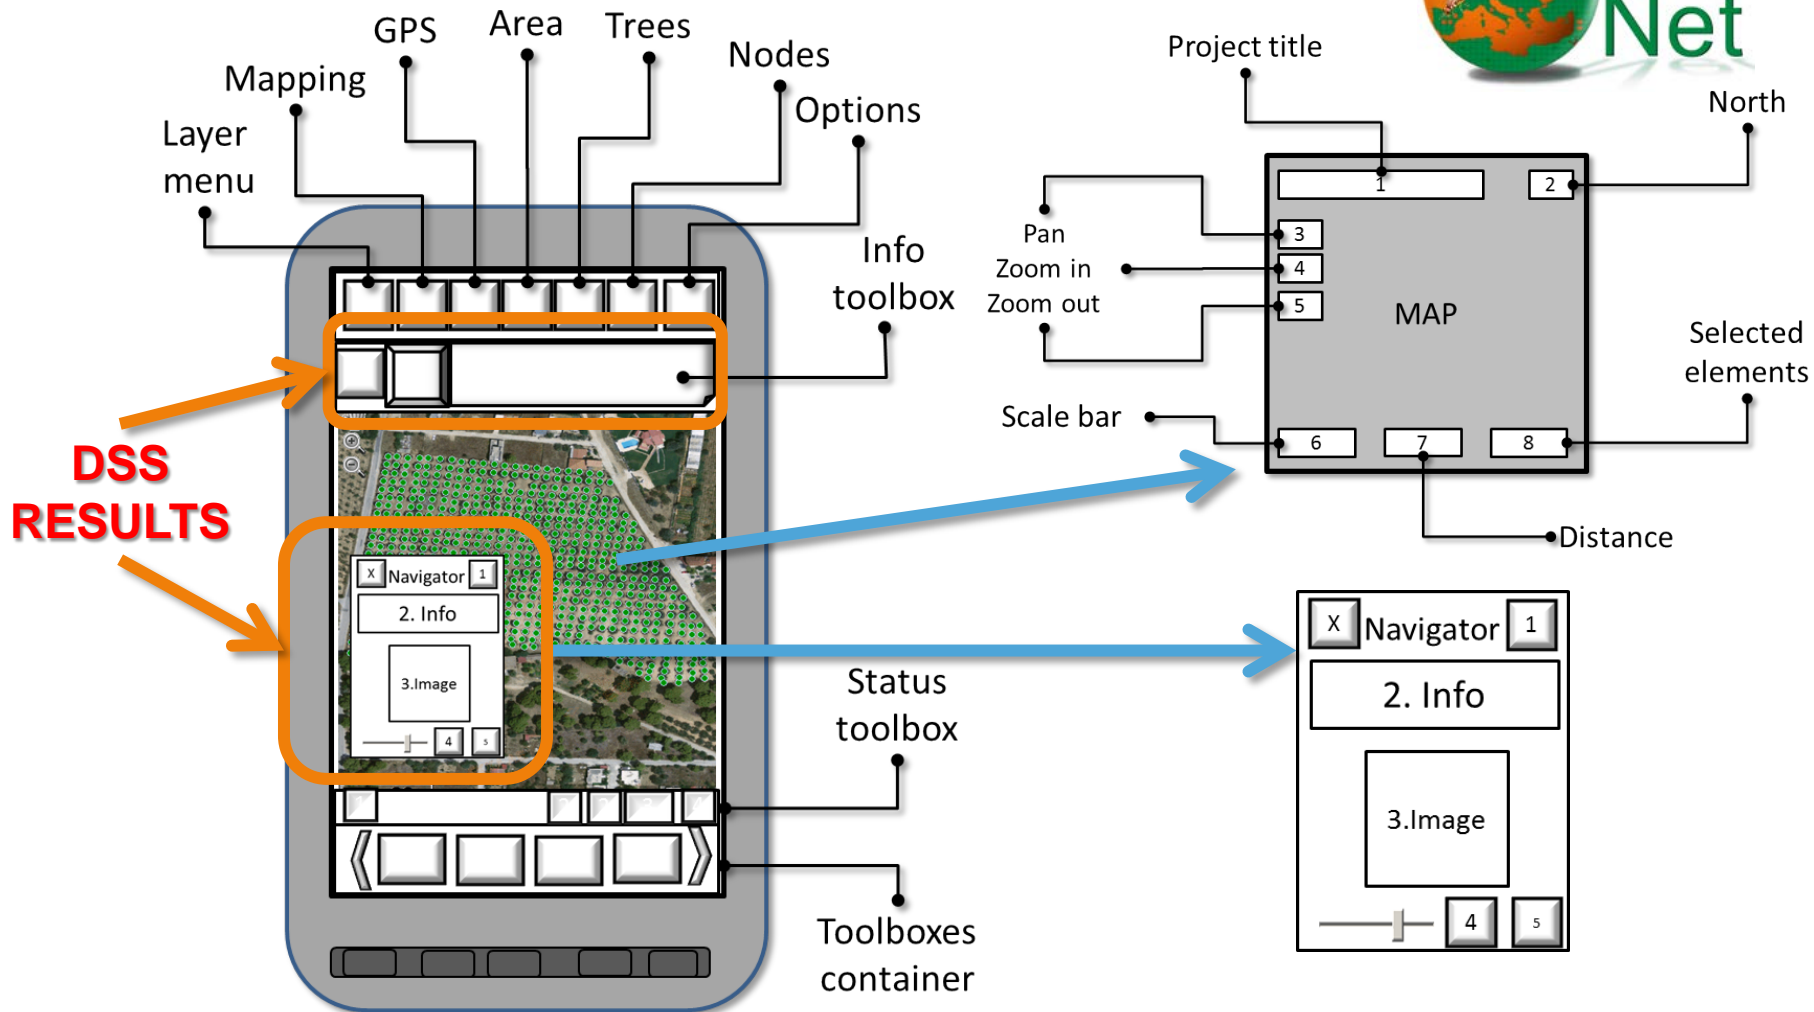 Net
GPS
Area
Trees
Mapping
Nodes
Options
Layer
menu
Info
toolbox
DSS
RESULTS
X Navigator 1
2. Info
3.Image
4
5
Status
toolbox
Toolboxes
container
Project title
North
1
2
3
4
5
Pan
Zoom in
Zoom out
MAP
Selected
elements
Scale bar
6
7
8
Distance
X Navigator 1
2. Info
3.Image
4
5